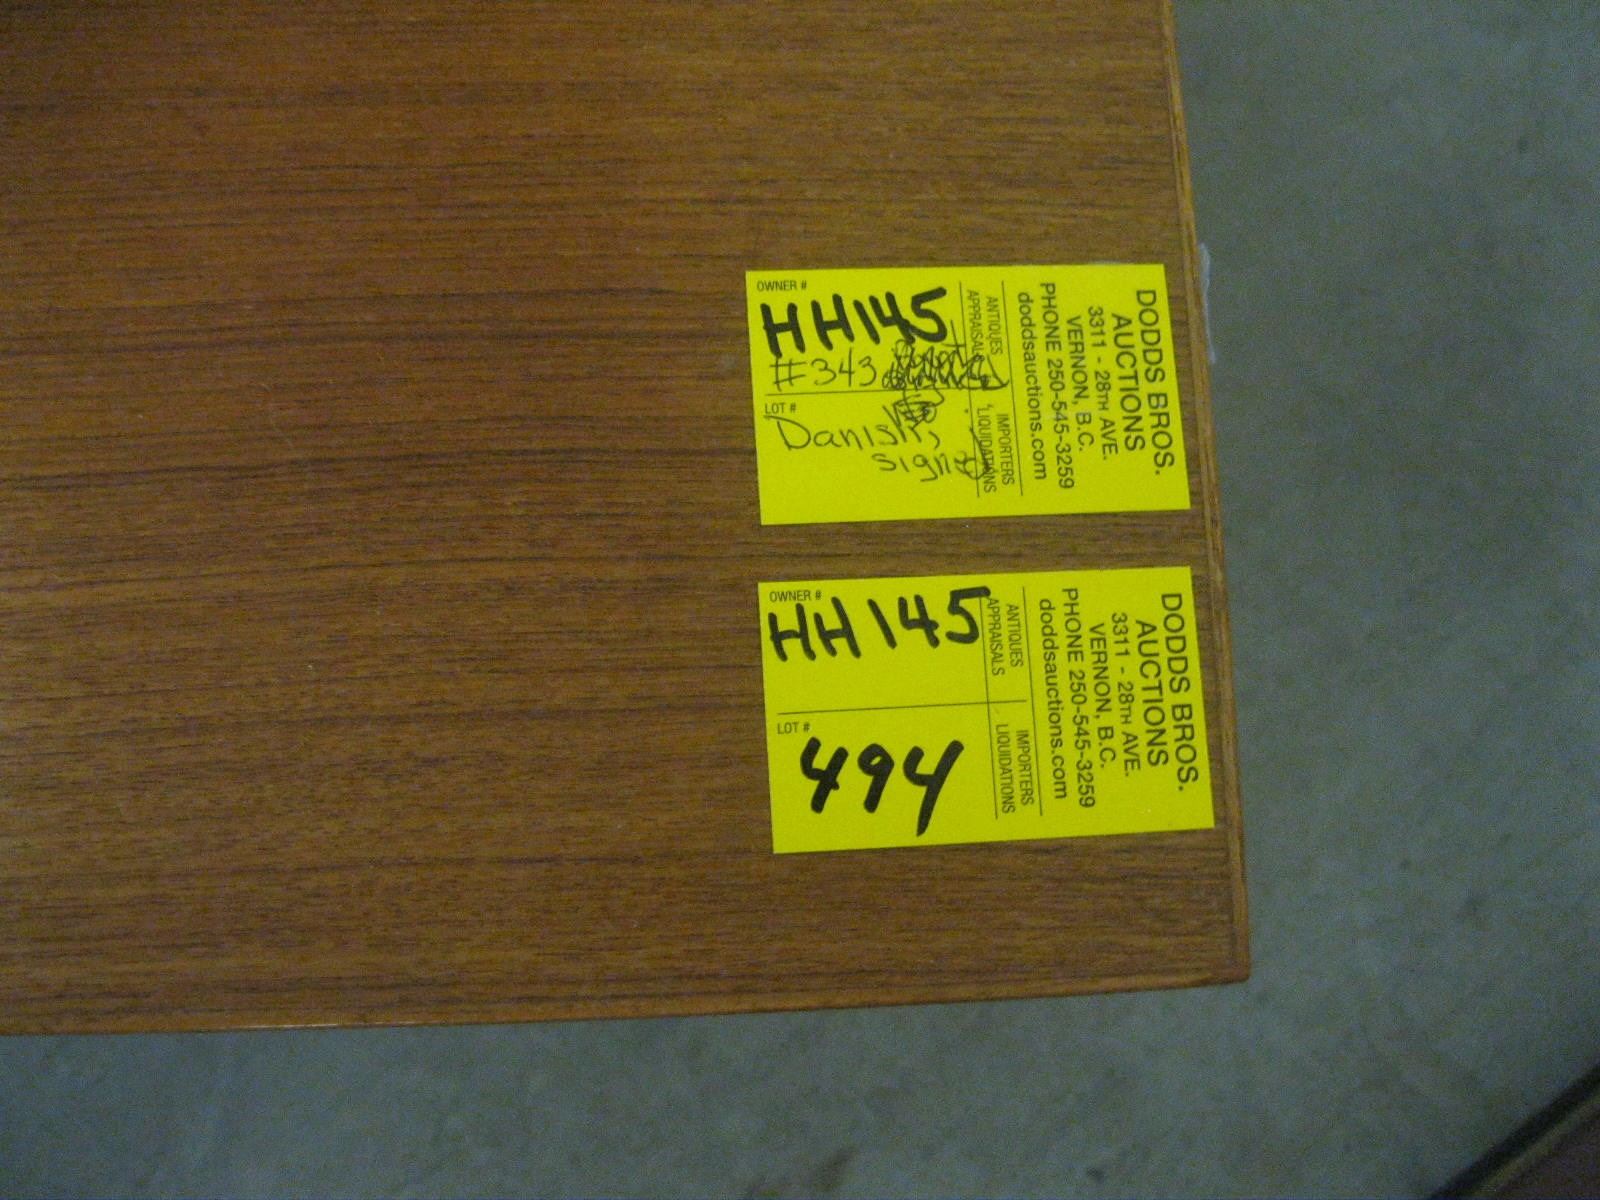 DODDS BROS.
AUCTIONS
3311 - 28TH AVE.
VERNON, B.C.
PHONE 250-545-3259
doddsauctions.com
ANTIQUES IMPORTERS
APPRAISALS LIQUIDATIONS
OWNER #
HH145
#343
LOT #
Danish
DODDS BROS.
AUCTIONS
3311 - 28TH AVE.
VERNON, B.C.
PHONE 250-545-3259
doddsauctions.com
ANTIQUES IMPORTERS
APPRAISALS LIQUIDATIONS
OWNER #
HH145
LOT #
494